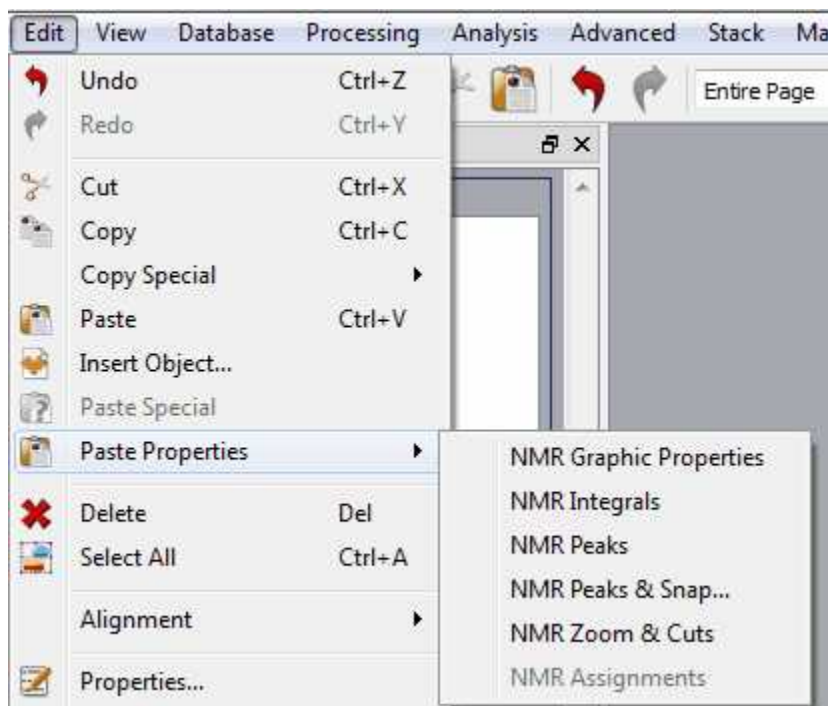 Edit View Database Processing Analysis Advanced Stack Ma
Undo Ctrl+Z
Entire Page
Redo Ctrl+Y
Cut Ctrl+X
Copy Ctrl+C
Copy Special
Paste Ctrl+V
Insert Object...
Paste Special
Paste Properties
NMR Graphic Properties
NMR Integrals
NMR Peaks
NMR Peaks & Snap...
NMR Zoom & Cuts
NMR Assignments
Delete Del
Select All Ctrl+A
Alignment
Properties...